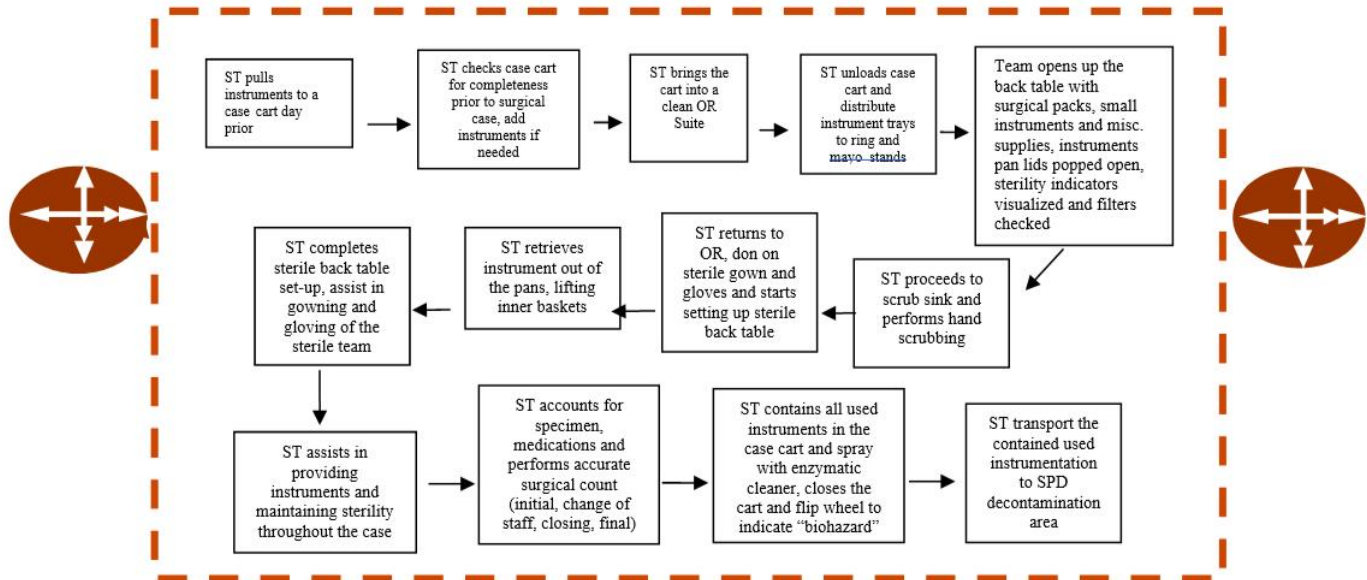 ST pulls
instruments to a
case cart day
prior
ST checks case cart
for completeness
prior to surgical
case, add
instruments if
needed
ST brings the
cart into a
clean OR
Suite
ST unloads case
cart and
distribute
instrument trays
to ring and
mayo stands
Team opens up the
back table with
surgical packs, small
instruments and misc.
supplies, instruments
pan lids popped open,
sterility indicators
visualized and filters
checked
ST proceeds to
scrub sink and
performs hand
scrubbing
ST returns to
OR, don on
sterile gown and
gloves and starts
setting up sterile
back table
ST retrieves
instrument out of
the pans, lifting
inner baskets
ST completes
sterile back table
set-up, assist in
gowning and
gloving of the
sterile team
ST assists in
providing
instruments and
maintaining sterility
throughout the case
ST accounts for
specimen,
medications and
performs accurate
surgical count
(initial, change of
staff, closing, final)
ST contains all used
instruments in the
case cart and spray
with enzymatic
cleaner, closes the
cart and flip wheel to
indicate “biohazard”
ST transport the
contained used
instrumentation
to SPD
decontamination
area